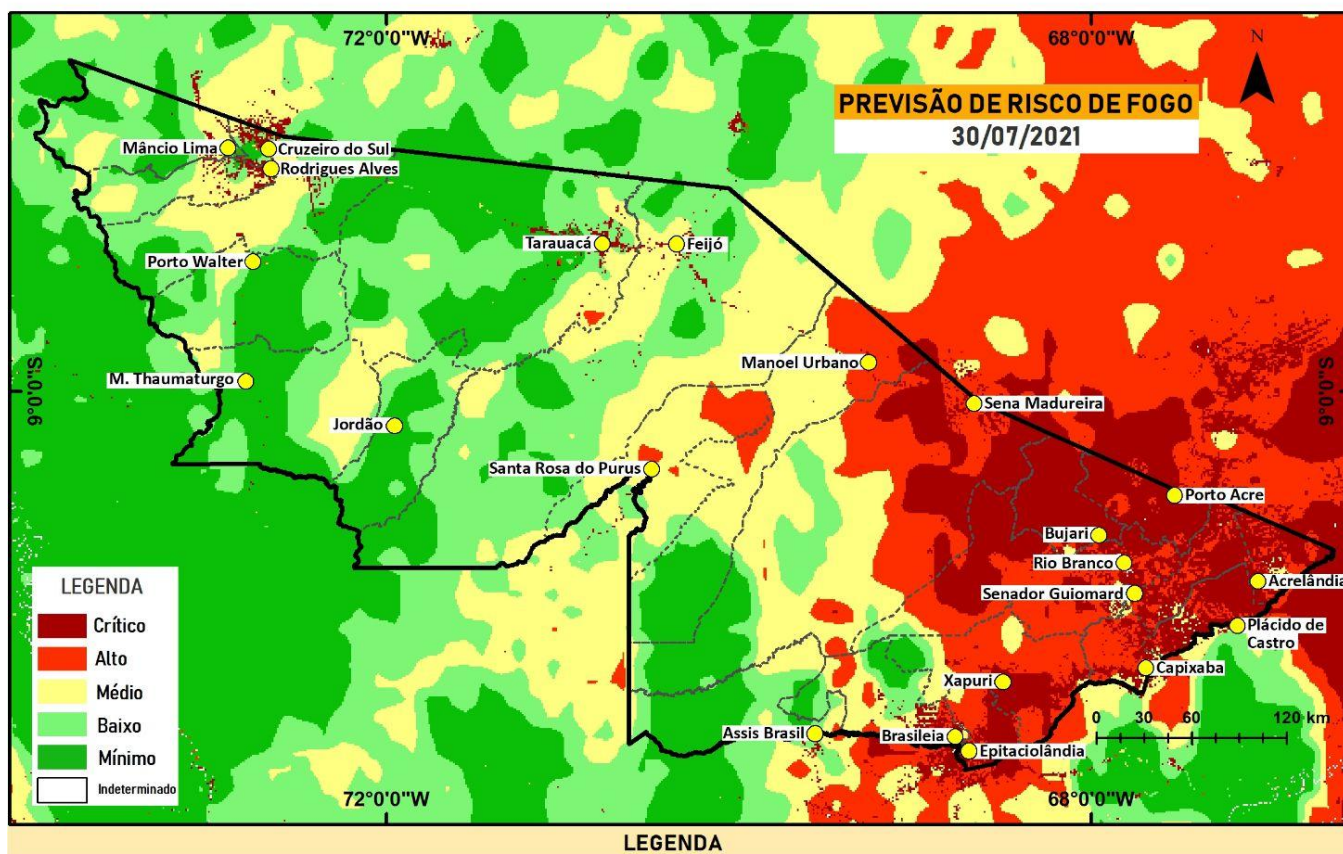 72°0'0"W
68°0'0"W
N
PREVISÃO DE RISCO DE FOGO
30/07/2021
Mâncio Lima
Cruzeiro do Sul
Rodrigues Alves
Tarauacá
Feijó
Porto Walter
Manoel Urbano
9°0'0"S
9°0'0"S
M. Thaumaturgo
Sena Madureira
Jordão
Santa Rosa do Purus
Porto Acre
Bujari
Rio Branco
Acrelândia
Senador Guiomard
Plácido de
Castro
Capixaba
Xapuri
0 30 60 120 km
Assis Brasil
Brasileia
Epitaciolândia
LEGENDA
Crítico
Alto
Médio
Baixo
Mínimo
Indeterminado
72°0'0"W
68°0'0"W
LEGENDA